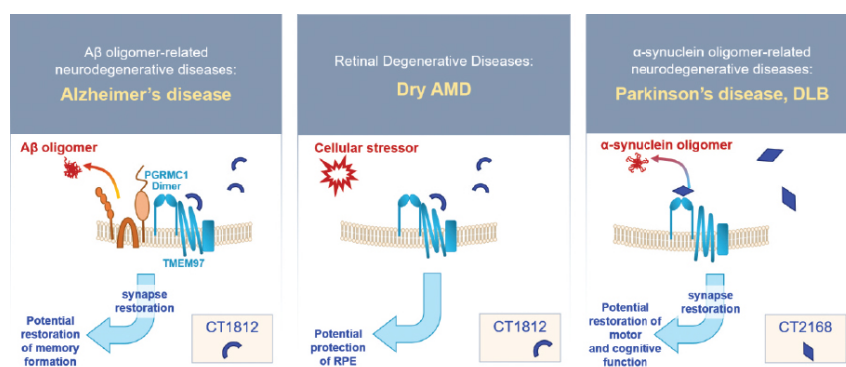 Aβ oligomer-related
neurodegenerative diseases:
Alzheimer's disease
Aβ oligomer
PGRMC1
Dimer
TMEM97
synapse
restoration
Potential
restoration
of memory
formation
CT1812
Retinal Degenerative Diseases:
Dry AMD
Cellular stressor
Potential
protection
of RPE
CT1812
α-synuclein oligomer-related
neurodegenerative diseases:
Parkinson's disease, DLB
α-synuclein oligomer
synapse
restoration
Potential
restoration of
motor
and cognitive
function
CT2168